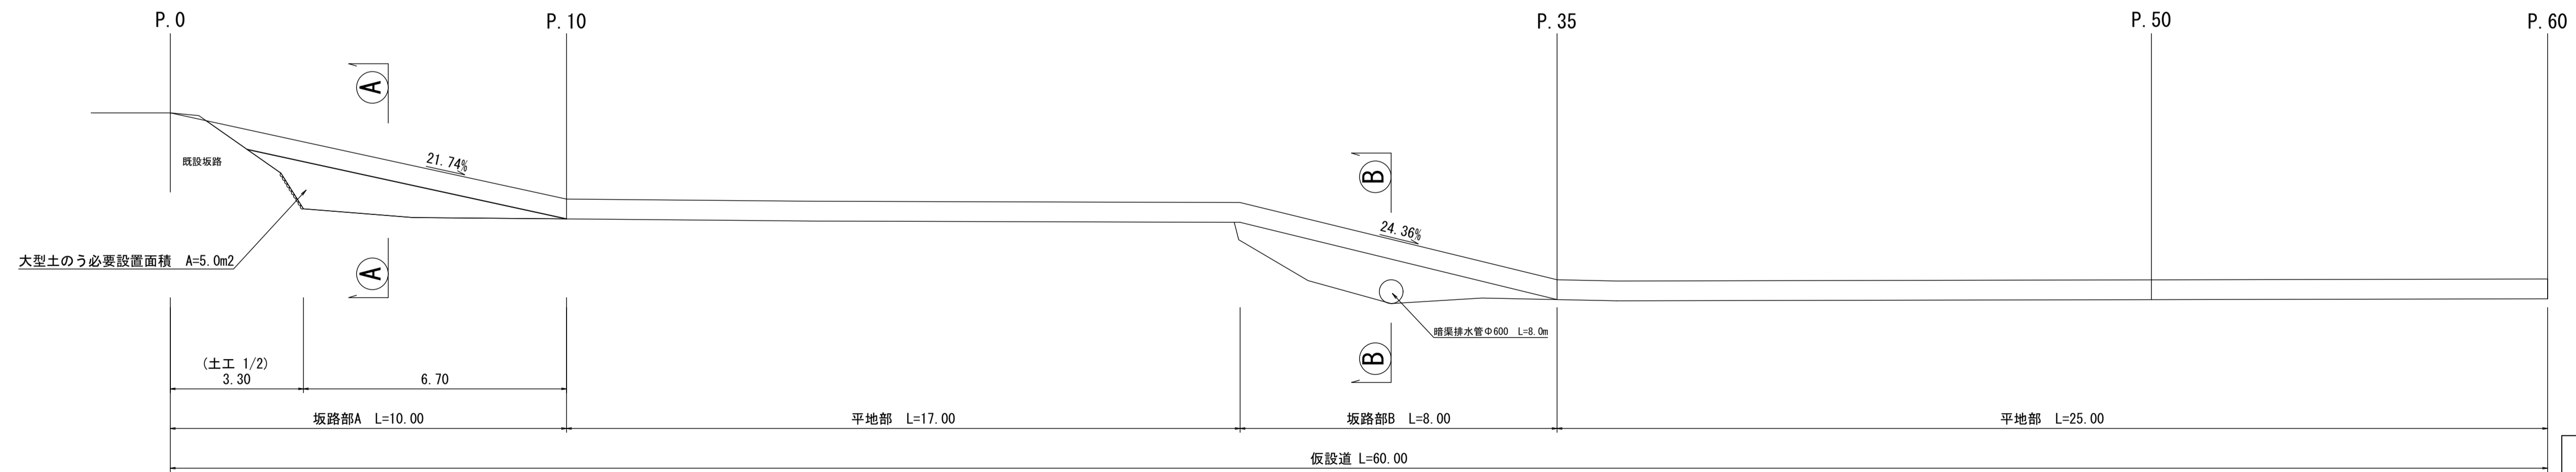 P.0
P.10
P.35
P.50
P.60
A
B
既設坂路
21.74%
24.36%
大型土のう必要設置面積　A=5.0m2
A
暗渠排水管Φ600　L=8.0m
B
(土工 1/2)
3.30
6.70
坂路部A　L=10.00
平地部　L=17.00
坂路部B　L=8.00
平地部　L=25.00
仮設道 L=60.00